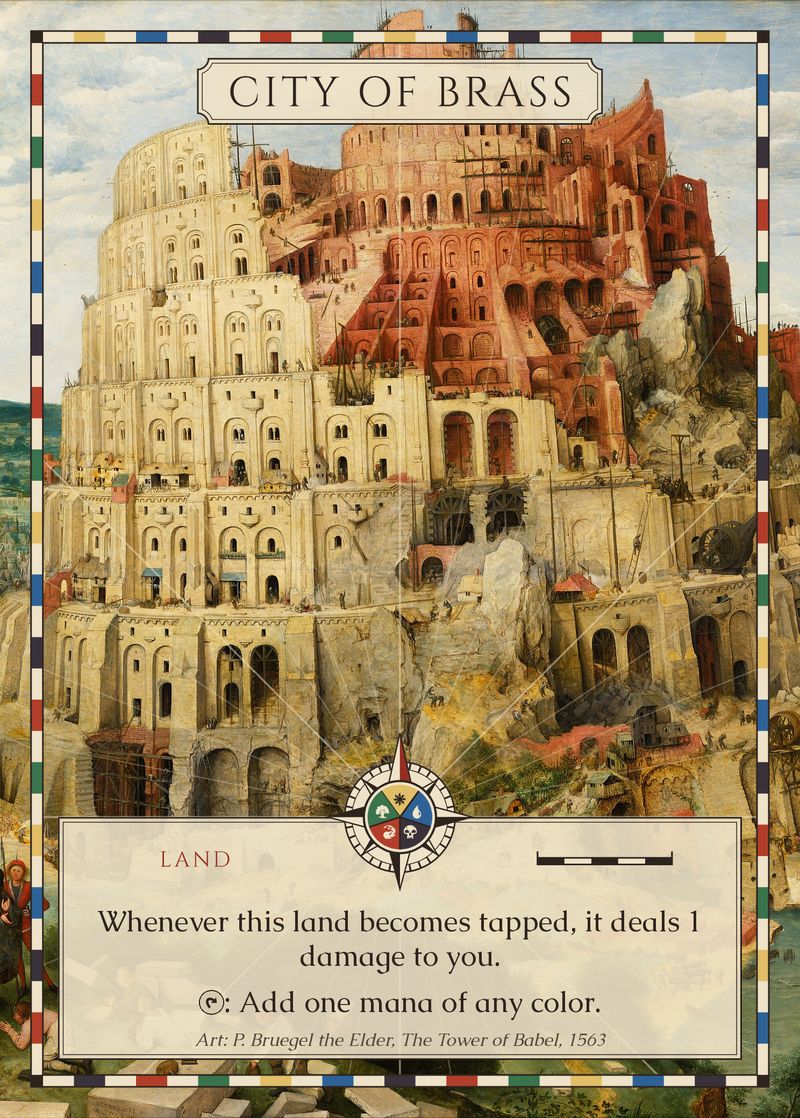 CITY OF BRASS
LAND
Whenever this land becomes tapped, it deals 1
damage to you.
: Add one mana of any color.
Art: P. Bruegel the Elder, The Tower of Babel, 1563